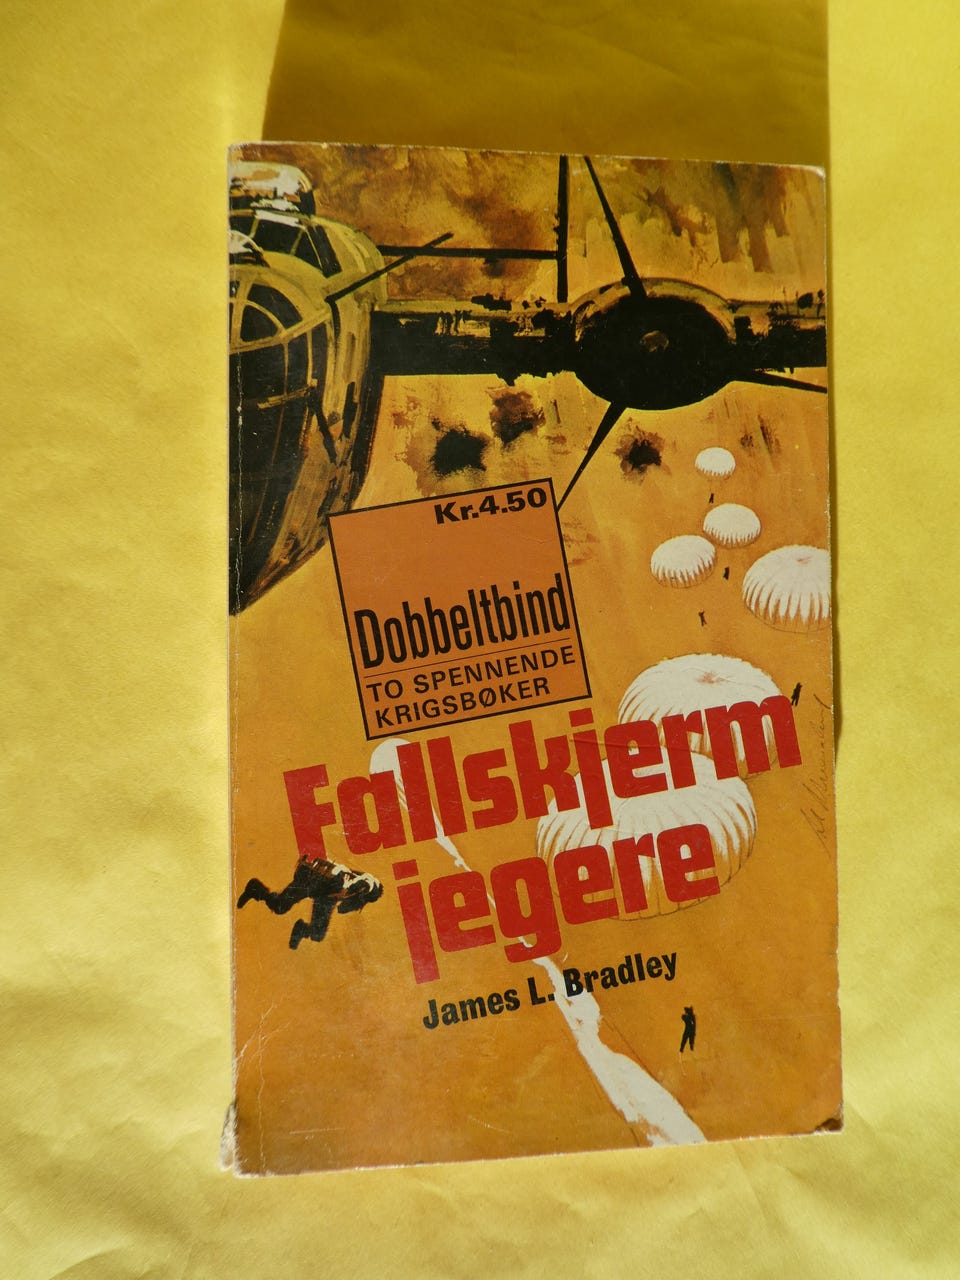 Kr.4.50
Dobbeltbind
TO SPENNENDE
KRIGSBØKER
Fallskjerm
jegere
James L. Bradley